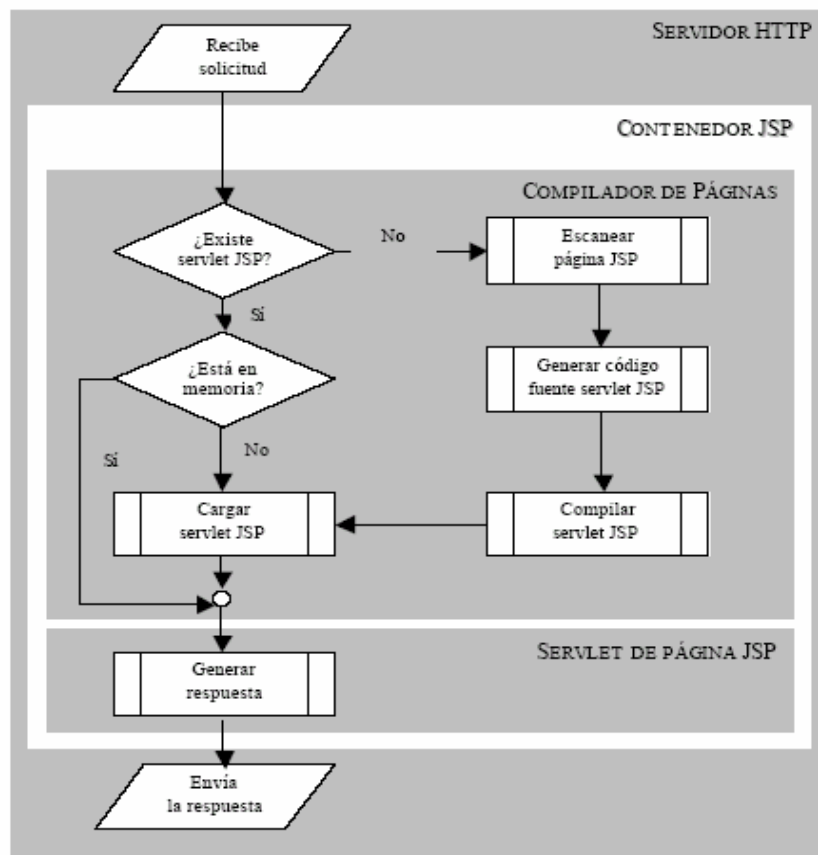 Recibe
solicitud
SERVIDOR HTTP
CONTENEDOR JSP
COMPILADOR DE PÁGINAS
¿Existe
servlet JSP?
No
Escanear
página JSP
Sí
¿Está en
memoria?
Generar código
fuente servlet JSP
Sí
No
Cargar
servlet JSP
Compilar
servlet JSP
SERVLET DE PÁGINA JSP
Generar
respuesta
Envía
la respuesta